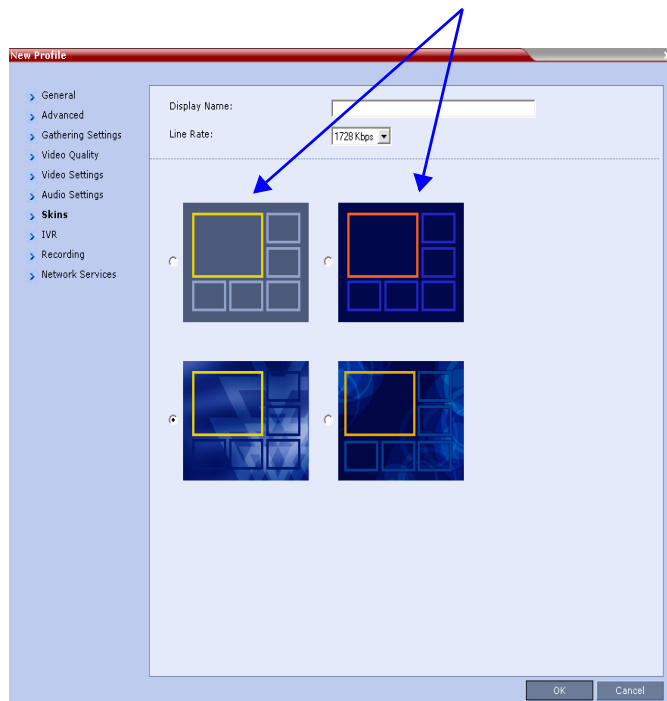 New Profile
General
Advanced
Gathering Settings
Video Quality
Video Settings
Audio Settings
Skins
IVR
Recording
Network Services
Display Name:
Line Rate:
1728 Kbps
OK
Cancel